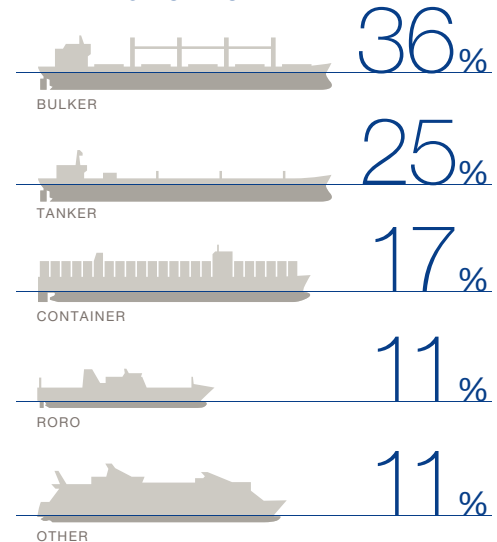 36%
BULKER
25%
TANKER
17%
CONTAINER
11%
RORO
11%
OTHER